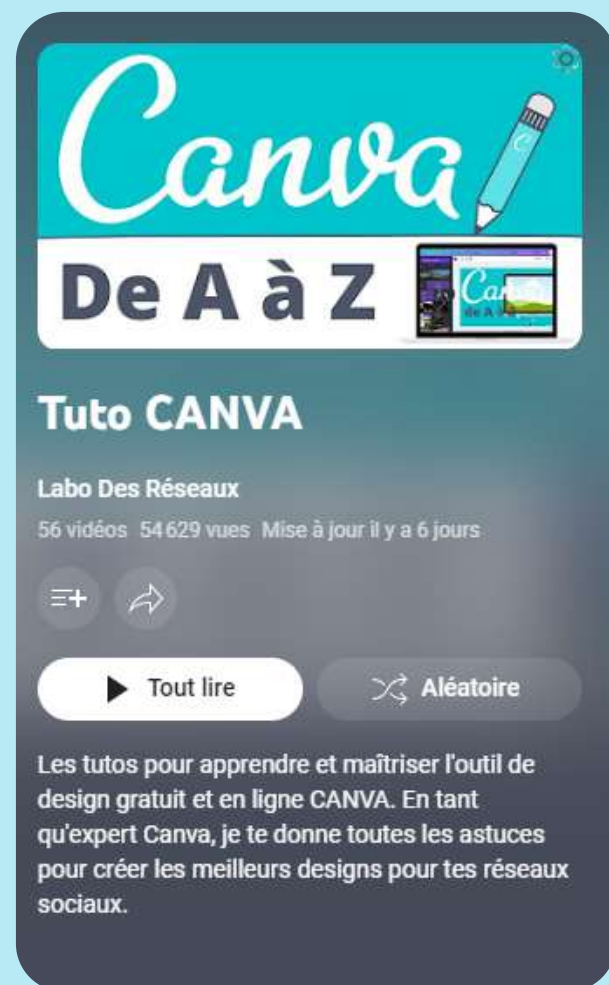 Canva
De A à Z
Tuto CANVA
Labo Des Réseaux
56 vidéos 54 629 vues Mise à jour il y a 6 jours
Tout lire
Aléatoire
Les tutos pour apprendre et maîtriser l'outil de
design gratuit et en ligne CANVA. En tant
qu'expert Canva, je te donne toutes les astuces
pour créer les meilleurs designs pour tes réseaux
sociaux.